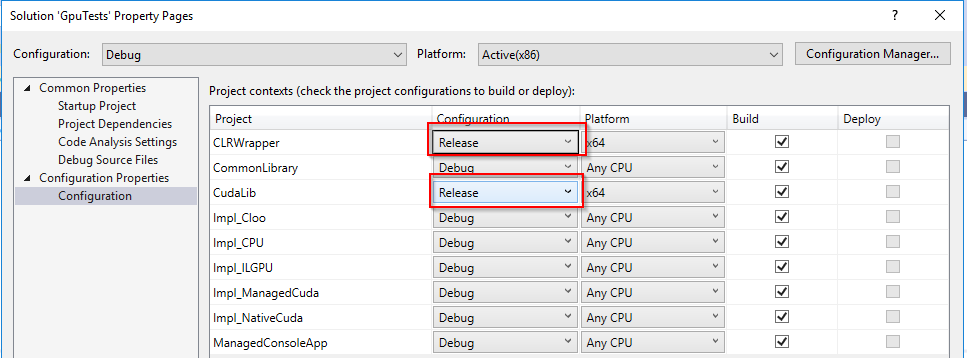 Solution 'GpuTests' Property Pages ? ×
Configuration: Debug Platform: Active(x86) Configuration Manager...
Common Properties
Startup Project
Project Dependencies
Code Analysis Settings
Debug Source Files
Configuration Properties
Configuration
Project contexts (check the project configurations to build or deploy):
Project Configuration Platform Build Deploy
CLRWrapper Release x64
CommonLibrary Debug Any CPU
CudaLib Release x64
Impl_Cloo Debug Any CPU
Impl_CPU Debug Any CPU
Impl_ILGPU Debug Any CPU
Impl_ManagedCuda Debug Any CPU
Impl_NativeCuda Debug Any CPU
ManagedConsoleApp Debug Any CPU